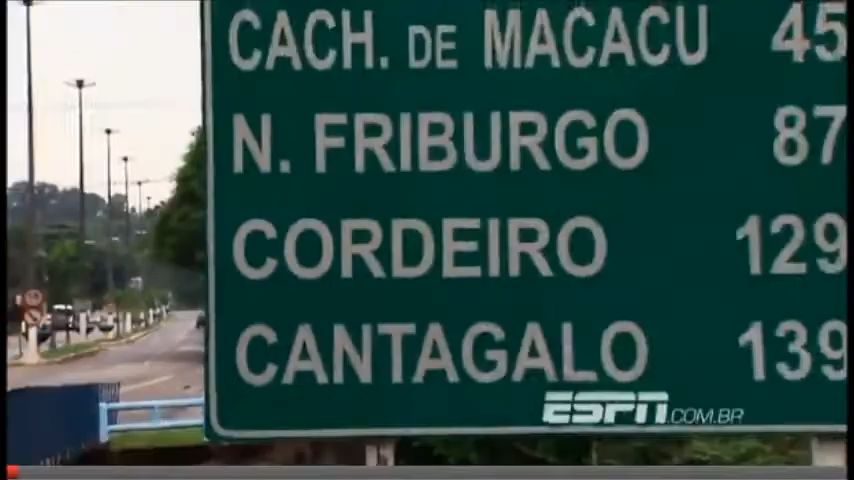 CACH. DE MACACU 45
N. FRIBURGO 87
CORDEIRO 129
CANTAGALO 139
ESPN.COM.BR